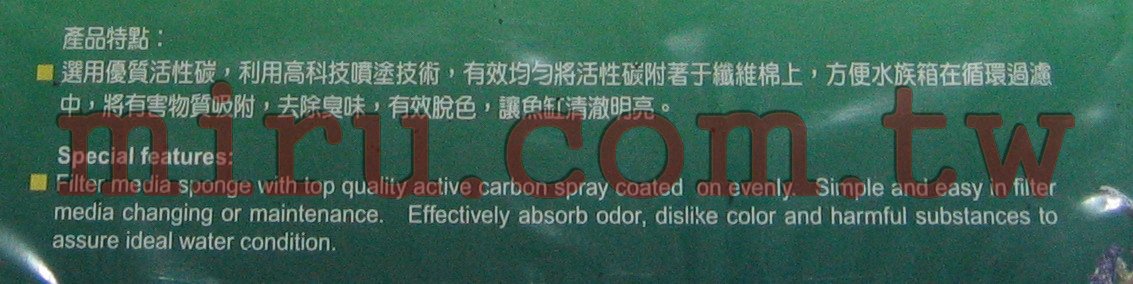 產品特點：
選用優質活性碳，利用高科技噴塗技術，有效均勻將活性碳附著于纖維棉上，方便水族箱在循環過濾
中，將有害物質吸附，去除臭味，有效脫色，讓魚缸清澈明亮。
miru.com.tw
Special features:
Filter media sponge with top quality active carbon spray coated on evenly. Simple and easy in filter
media changing or maintenance. Effectively absorb odor, dislike color and harmful substances to
assure ideal water condition.